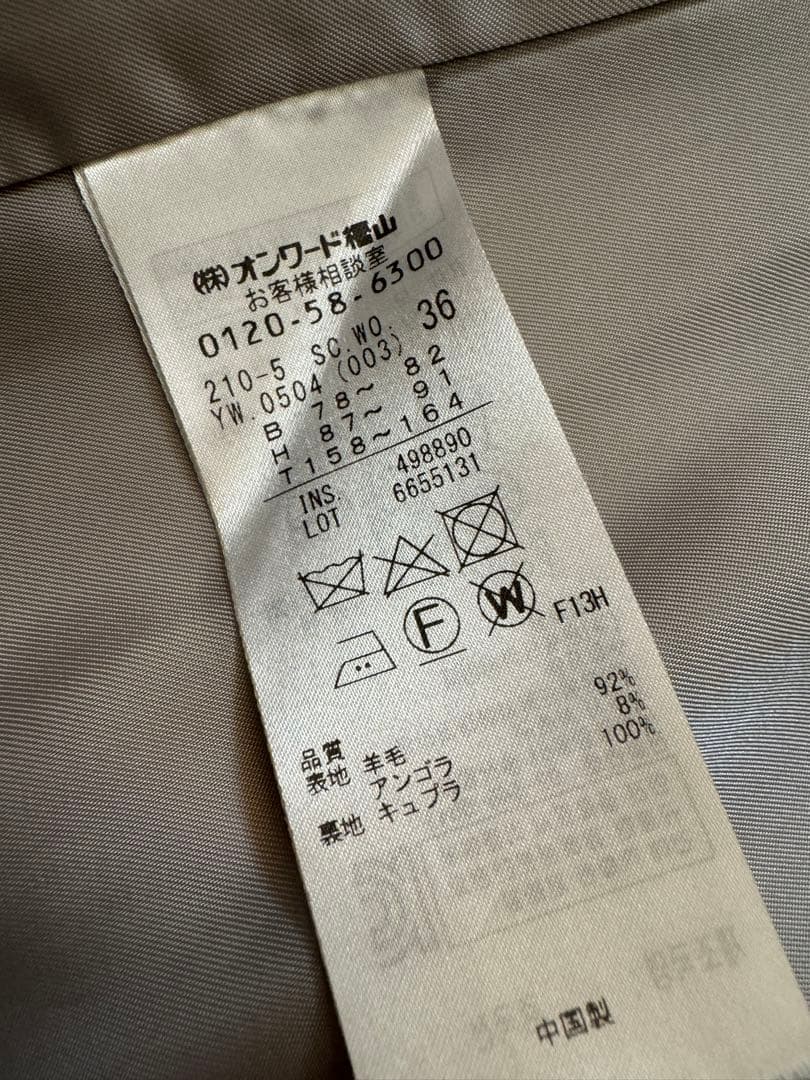 (株)オンワード樫山
お客様相談室
0120-58-6300
210-5 SC.WO. 36
YW.0504 (003)
B 78～ 82
H 87～ 91
T158～164
INS. 498890
LOT 6655131
F W F13H
品質
表地 羊毛 92%
アンゴラ 8%
裏地 キュプラ 100%
中国製